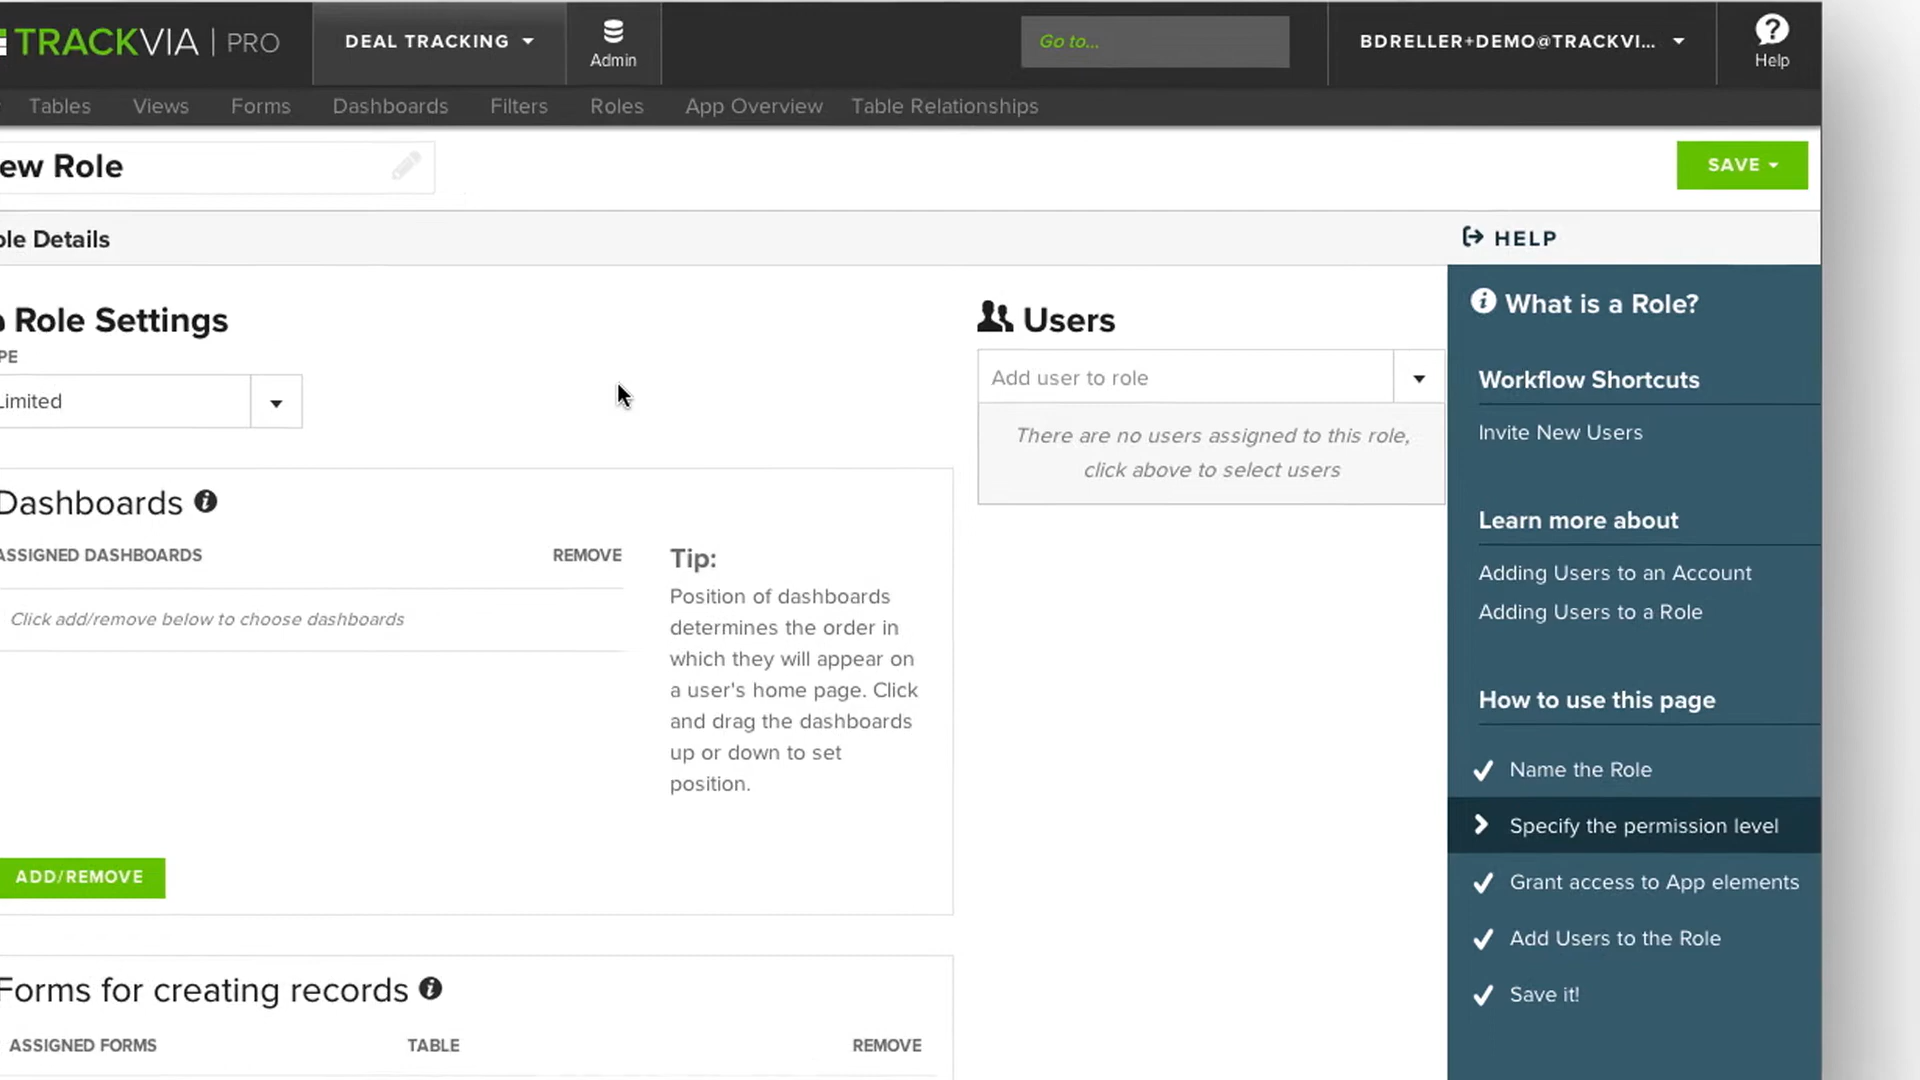 TRACKVIA | PRO
DEAL TRACKING
Admin
Go to...
BDRELLER+DEMO@TRACKVI...
Help
Tables
Views
Forms
Dashboards
Filters
Roles
App Overview
Table Relationships
ew Role
SAVE
ole Details
HELP
Role Settings
PE
Limited
Users
Add user to role
There are no users assigned to this role,
click above to select users
Dashboards
ASSIGNED DASHBOARDS
REMOVE
Click add/remove below to choose dashboards
Tip:
Position of dashboards
determines the order in
which they will appear on
a user's home page. Click
and drag the dashboards
up or down to set
position.
ADD/REMOVE
Forms for creating records
ASSIGNED FORMS
TABLE
REMOVE
What is a Role?
Workflow Shortcuts
Invite New Users
Learn more about
Adding Users to an Account
Adding Users to a Role
How to use this page
Name the Role
Specify the permission level
Grant access to App elements
Add Users to the Role
Save it!